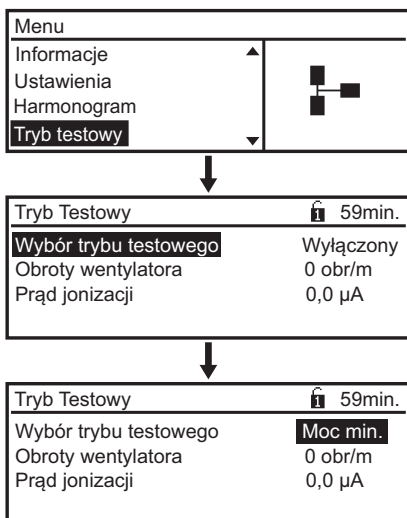 Menu
Informacje
Ustawienia
Harmonogram
Tryb testowy
Tryb Testowy 1 59min.
Wybór trybu testowego Wyłączony
Obroty wentylatora 0 obr/m
Prąd jonizacji 0,0 µA
Tryb Testowy 1 59min.
Wybór trybu testowego Moc min.
Obroty wentylatora 0 obr/m
Prąd jonizacji 0,0 µA